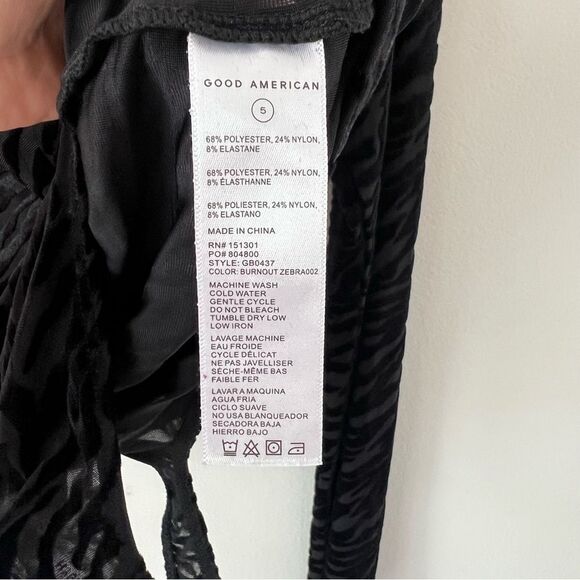 GOOD AMERICAN
5
68% POLYESTER, 24% NYLON,
8% ELASTANE
68% POLYESTER, 24% NYLON,
8% ÉLASTHANNE
68% POLIESTER, 24% NYLON,
8% ELASTANO
MADE IN CHINA
RN# 151301
PO# 804800
STYLE: GB0437
COLOR: BURNOUT ZEBRA002
MACHINE WASH
COLD WATER
GENTLE CYCLE
DO NOT BLEACH
TUMBLE DRY LOW
LOW IRON
LAVAGE MACHINE
EAU FROIDE
CYCLE DÉLICAT
NE PAS JAVELLISER
SÈCHE-MÊME BAS
FAIBLE FER
LAVAR A MAQUINA
AGUA FRIA
CICLO SUAVE
NO USA BLANQUEADOR
SECADORA BAJA
HIERRO BAJO